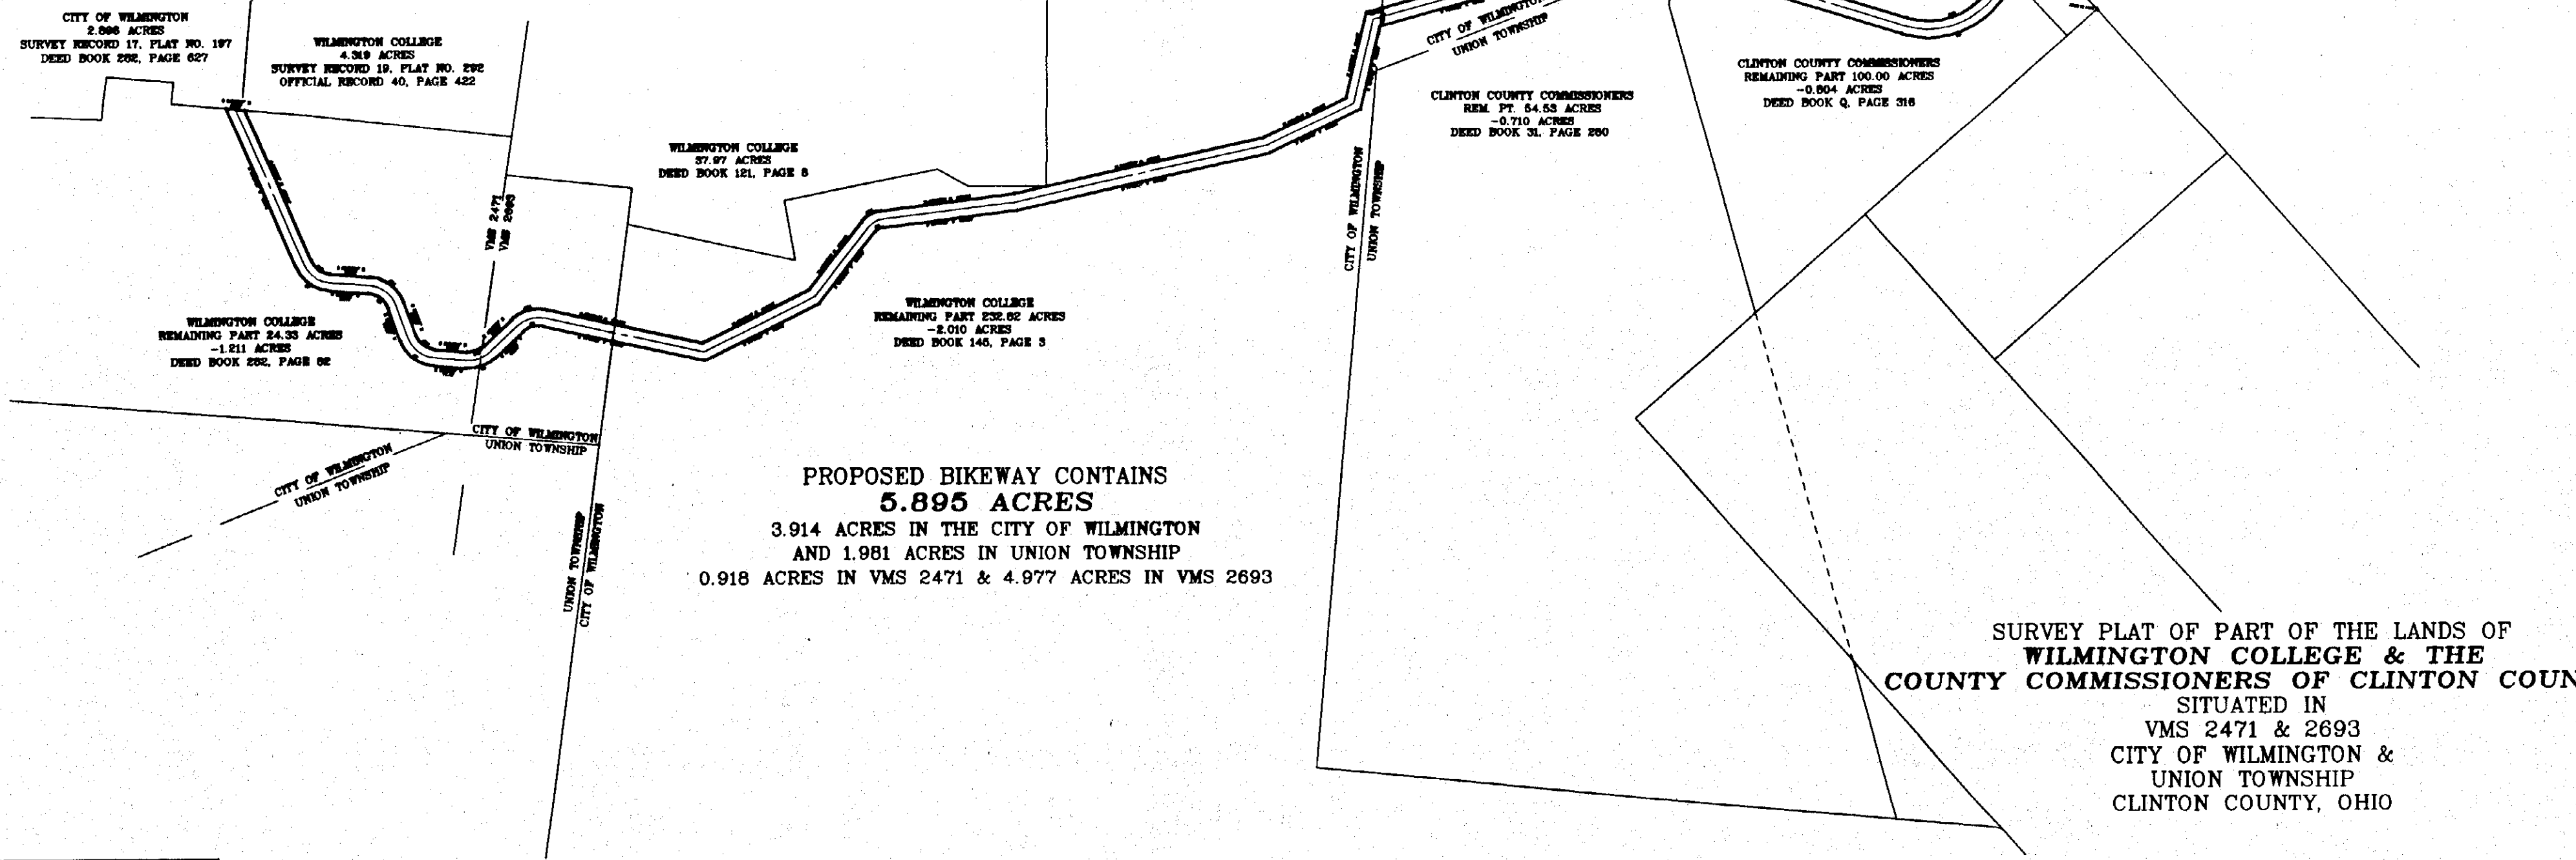 CITY OF WILMINGTON
ACRES
SURVEY RECORD 17, PLAT NO. 197
DEED BOOK 262, PAGE 627
WILMINGTON COLLEGE
4.319 ACRES
SURVEY RECORD 19, PLAT NO. 292
OFFICIAL RECORD 40, PAGE 422
WILMINGTON COLLEGE
37.97 ACRES
DEED BOOK 121, PAGE
CITY OF WILMINGTON
UNION TOWNSHIP
CLINTON COUNTY COMMISSIONERS
REM. PT. 64.53 ACRES
-0.710 ACRES
DEED BOOK 31, PAGE 280
CLINTON COUNTY COMMISSIONERS
REMAINING PART 100.00 ACRES
-0.804 ACRES
DEED BOOK Q, PAGE 316
VMS 2471
VMS 2693
CITY OF WILMINGTON
UNION TOWNSHIP
WILMINGTON COLLEGE
REMAINING PART 24.33 ACRES
-1.211 ACRES
DEED BOOK 262, PAGE
WILMINGTON COLLEGE
REMAINING PART 232.62 ACRES
-2.010 ACRES
DEED BOOK 146, PAGE 3
CITY OF WILMINGTON
UNION TOWNSHIP
CITY OF WILMINGTON
UNION TOWNSHIP
UNION TOWNSHIP
CITY OF WILMINGTON
PROPOSED BIKEWAY CONTAINS
5.895 ACRES
3.914 ACRES IN THE CITY OF WILMINGTON
AND 1.981 ACRES IN UNION TOWNSHIP
0.918 ACRES IN VMS 2471 & 4.977 ACRES IN VMS 2693
SURVEY PLAT OF PART OF THE LANDS OF
WILMINGTON COLLEGE & THE
COUNTY COMMISSIONERS OF CLINTON COUN
SITUATED IN
VMS 2471 & 2693
CITY OF WILMINGTON &
UNION TOWNSHIP
CLINTON COUNTY, OHIO